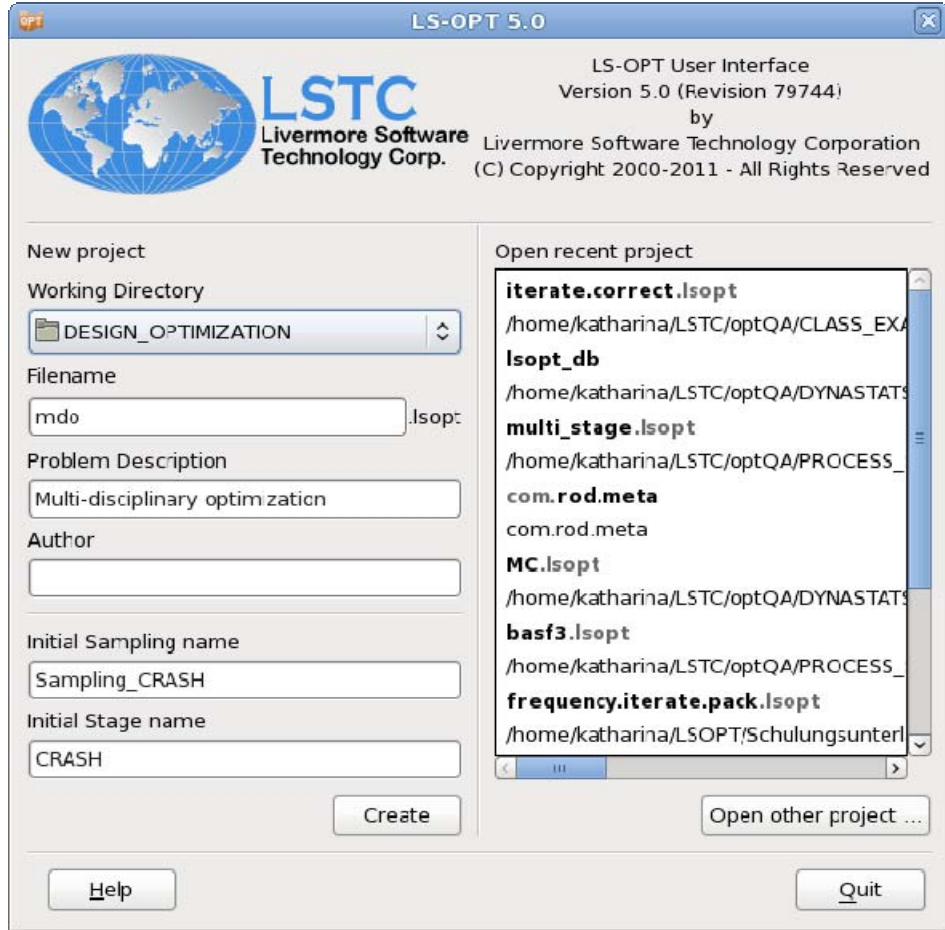 OPT
LS-OPT 5.0
LSTC
Livermore Software
Technology Corp.
LS-OPT User Interface
Version 5.0 (Revision 79744)
by
Livermore Software Technology Corporation
(C) Copyright 2000-2011 - All Rights Reserved
New project
Working Directory
DESIGN_OPTIMIZATION
Filename
mdo .lsopt
Problem Description
Multi-disciplinary optimization
Author
Initial Sampling name
Sampling_CRASH
Initial Stage name
CRASH
Create
Open recent project
iterate.correct.lsopt
/home/katharina/LSTC/optQA/CLASS_EXA
lsopt_db
/home/katharina/LSTC/optQA/DYNASTATS
multi_stage.lsopt
/home/katharina/LSTC/optQA/PROCESS_
com.rod.meta
com.rod.meta
MC.lsopt
/home/katharina/LSTC/optQA/DYNASTATS
basf3.lsopt
/home/katharina/LSTC/optQA/PROCESS_
frequency.iterate.pack.lsopt
/home/katharina/LSOPT/Schulungsunterl
Open other project ...
Help
Quit